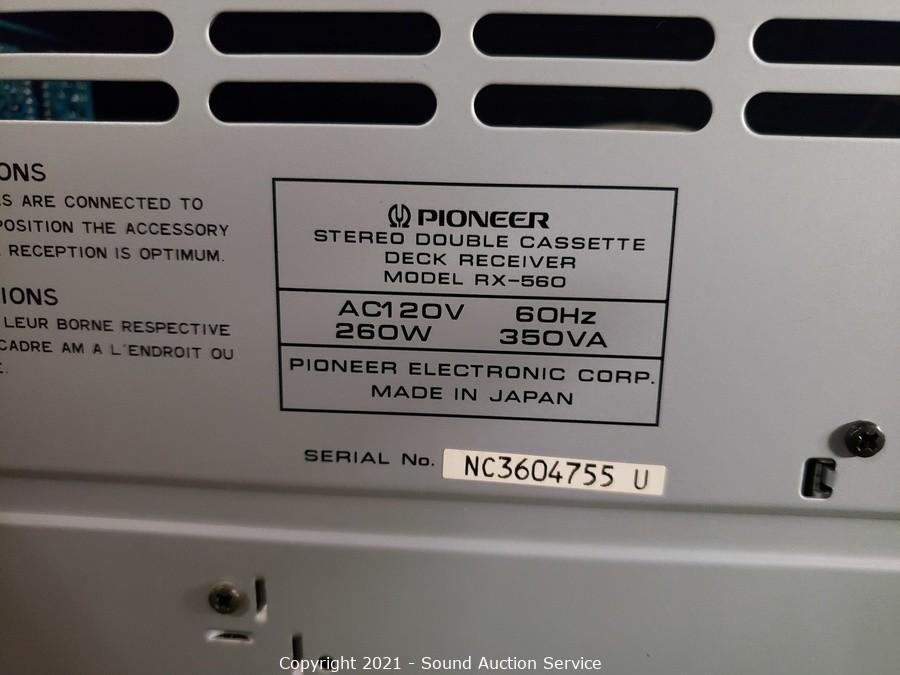 ONS
S ARE CONNECTED TO
POSITION THE ACCESSORY
RECEPTION IS OPTIMUM.
IONS
LEUR BORNE RESPECTIVE
CADRE AM A L'ENDROIT OU
E.
PIONEER
STEREO DOUBLE CASSETTE
DECK RECEIVER
MODEL RX-560
AC120V 60Hz
260W 350VA
PIONEER ELECTRONIC CORP.
MADE IN JAPAN
SERIAL No. NC3604755 U
Copyright 2021 - Sound Auction Service